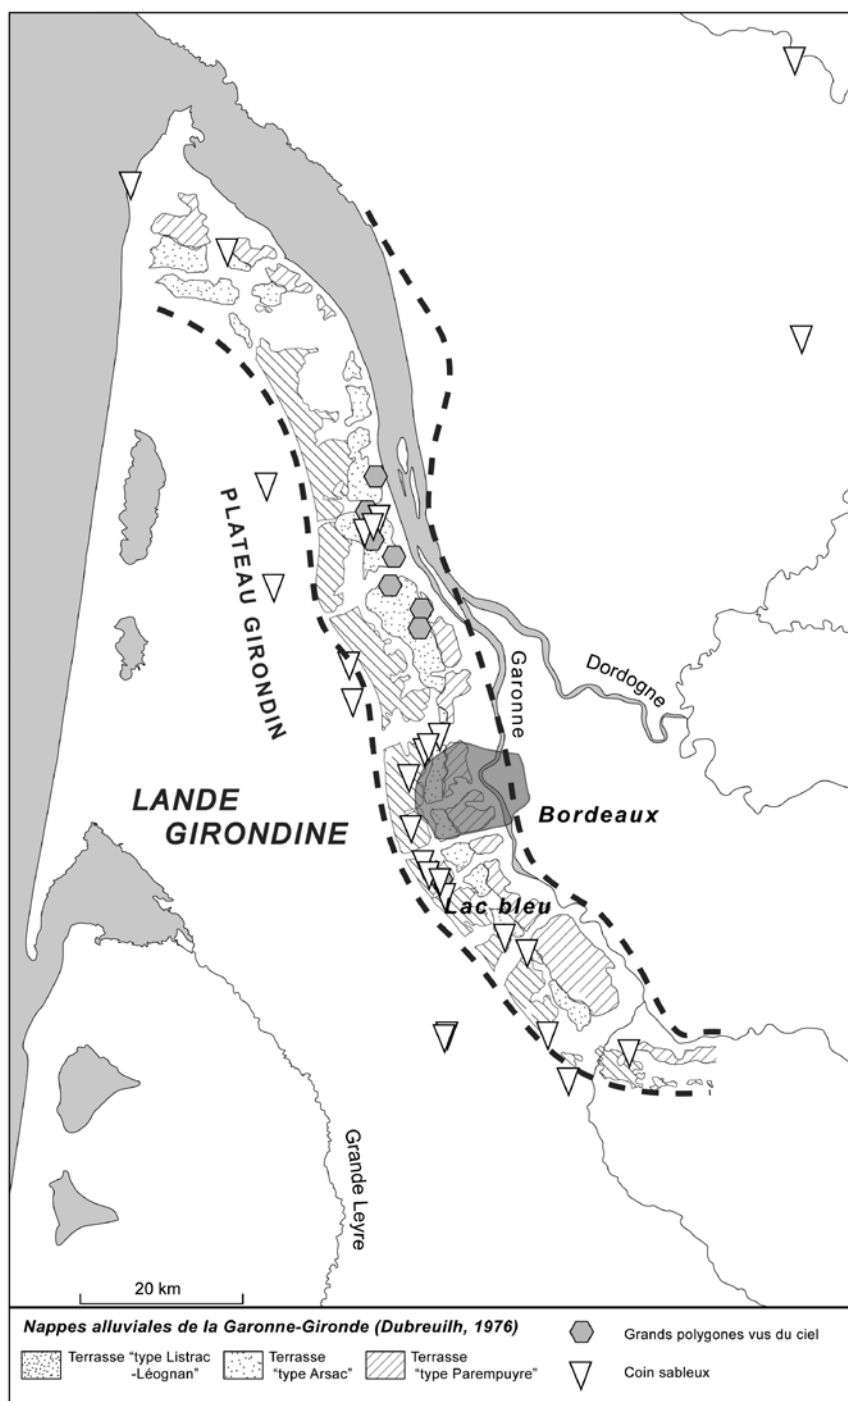 PLATEAU GIRONDIN
Garonne
Dordogne
LANDE
GIRONDINE
Bordeaux
Lac bleu
Grande Leyre
20 km
Nappes alluviales de la Garonne-Gironde (Dubreuilh, 1976)
Terrasse "type Listrac
-Léognan"
Terrasse
"type Arsac"
Terrasse
"type Parempuyre"
Grands polygones vus du ciel
Coin sableux